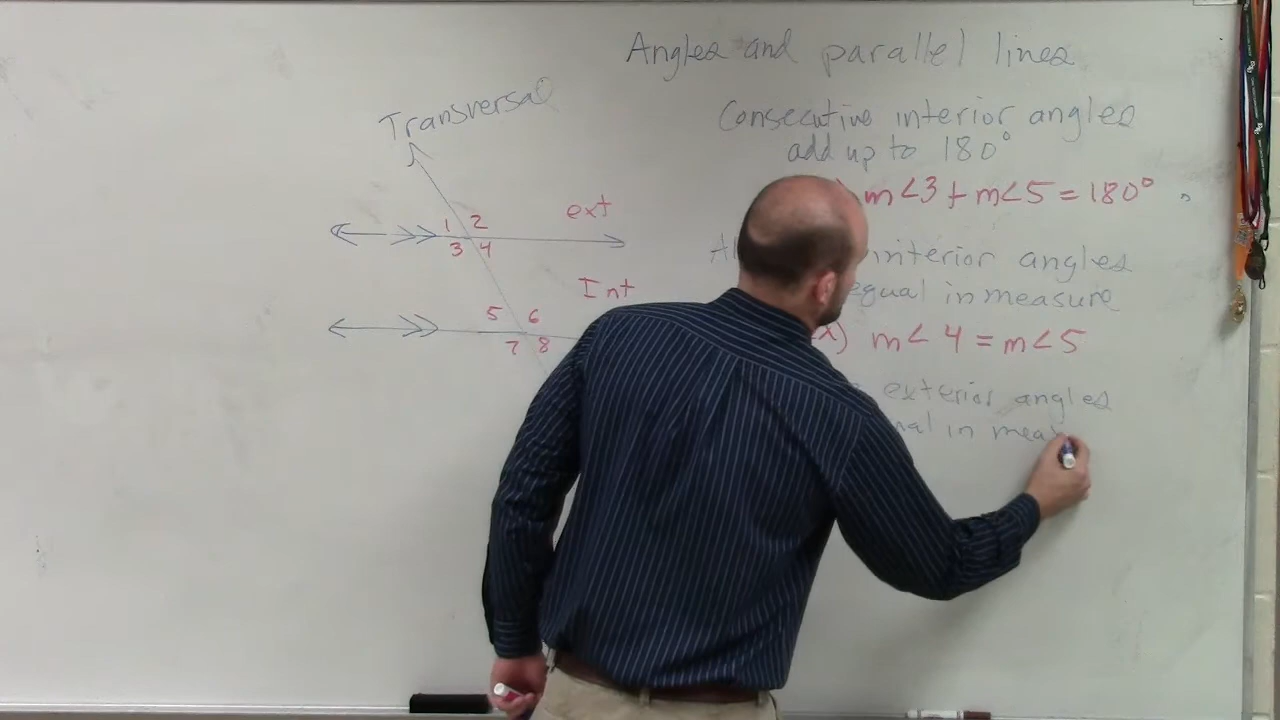 Angles and parallel lines
Transversal
Consecutive interior angles
add up to 180°
m∠3 + m∠5 = 180°
1 2
ext
3 4
interior angles
equal in measure
Int
5 6
7 8
m∠4 = m∠5
exterior angles
in